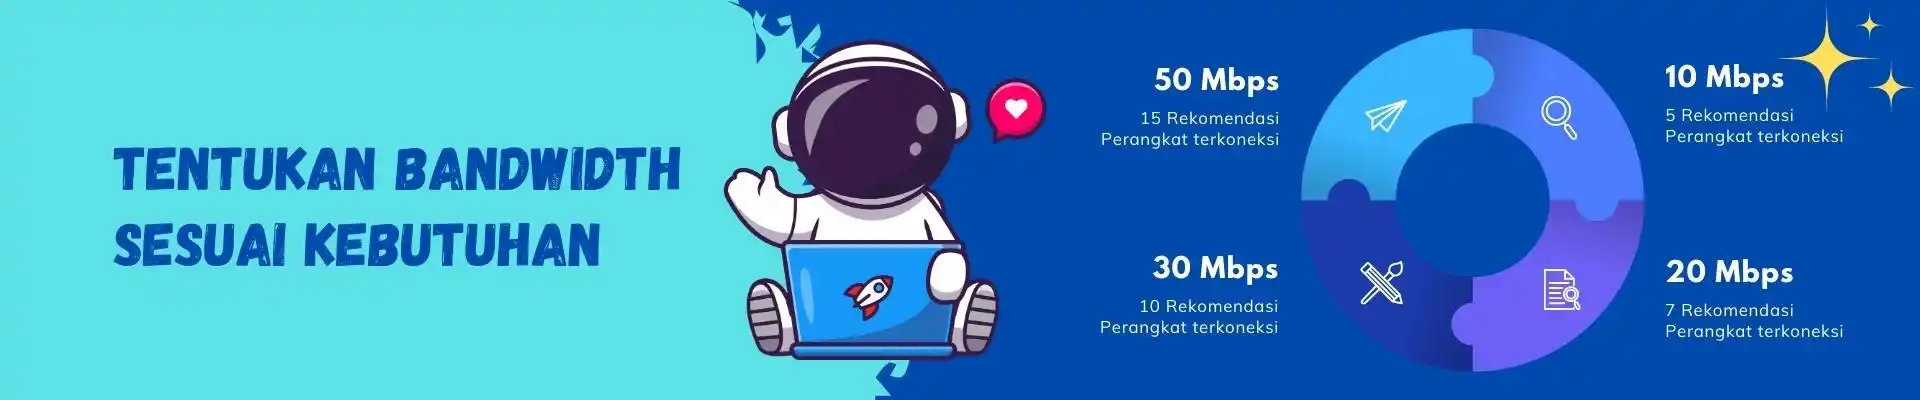 TENTUKAN BANDWIDTH
SESUAI KEBUTUHAN
50 Mbps
15 Rekomendasi
Perangkat terkoneksi
10 Mbps
5 Rekomendasi
Perangkat terkoneksi
30 Mbps
10 Rekomendasi
Perangkat terkoneksi
20 Mbps
7 Rekomendasi
Perangkat terkoneksi